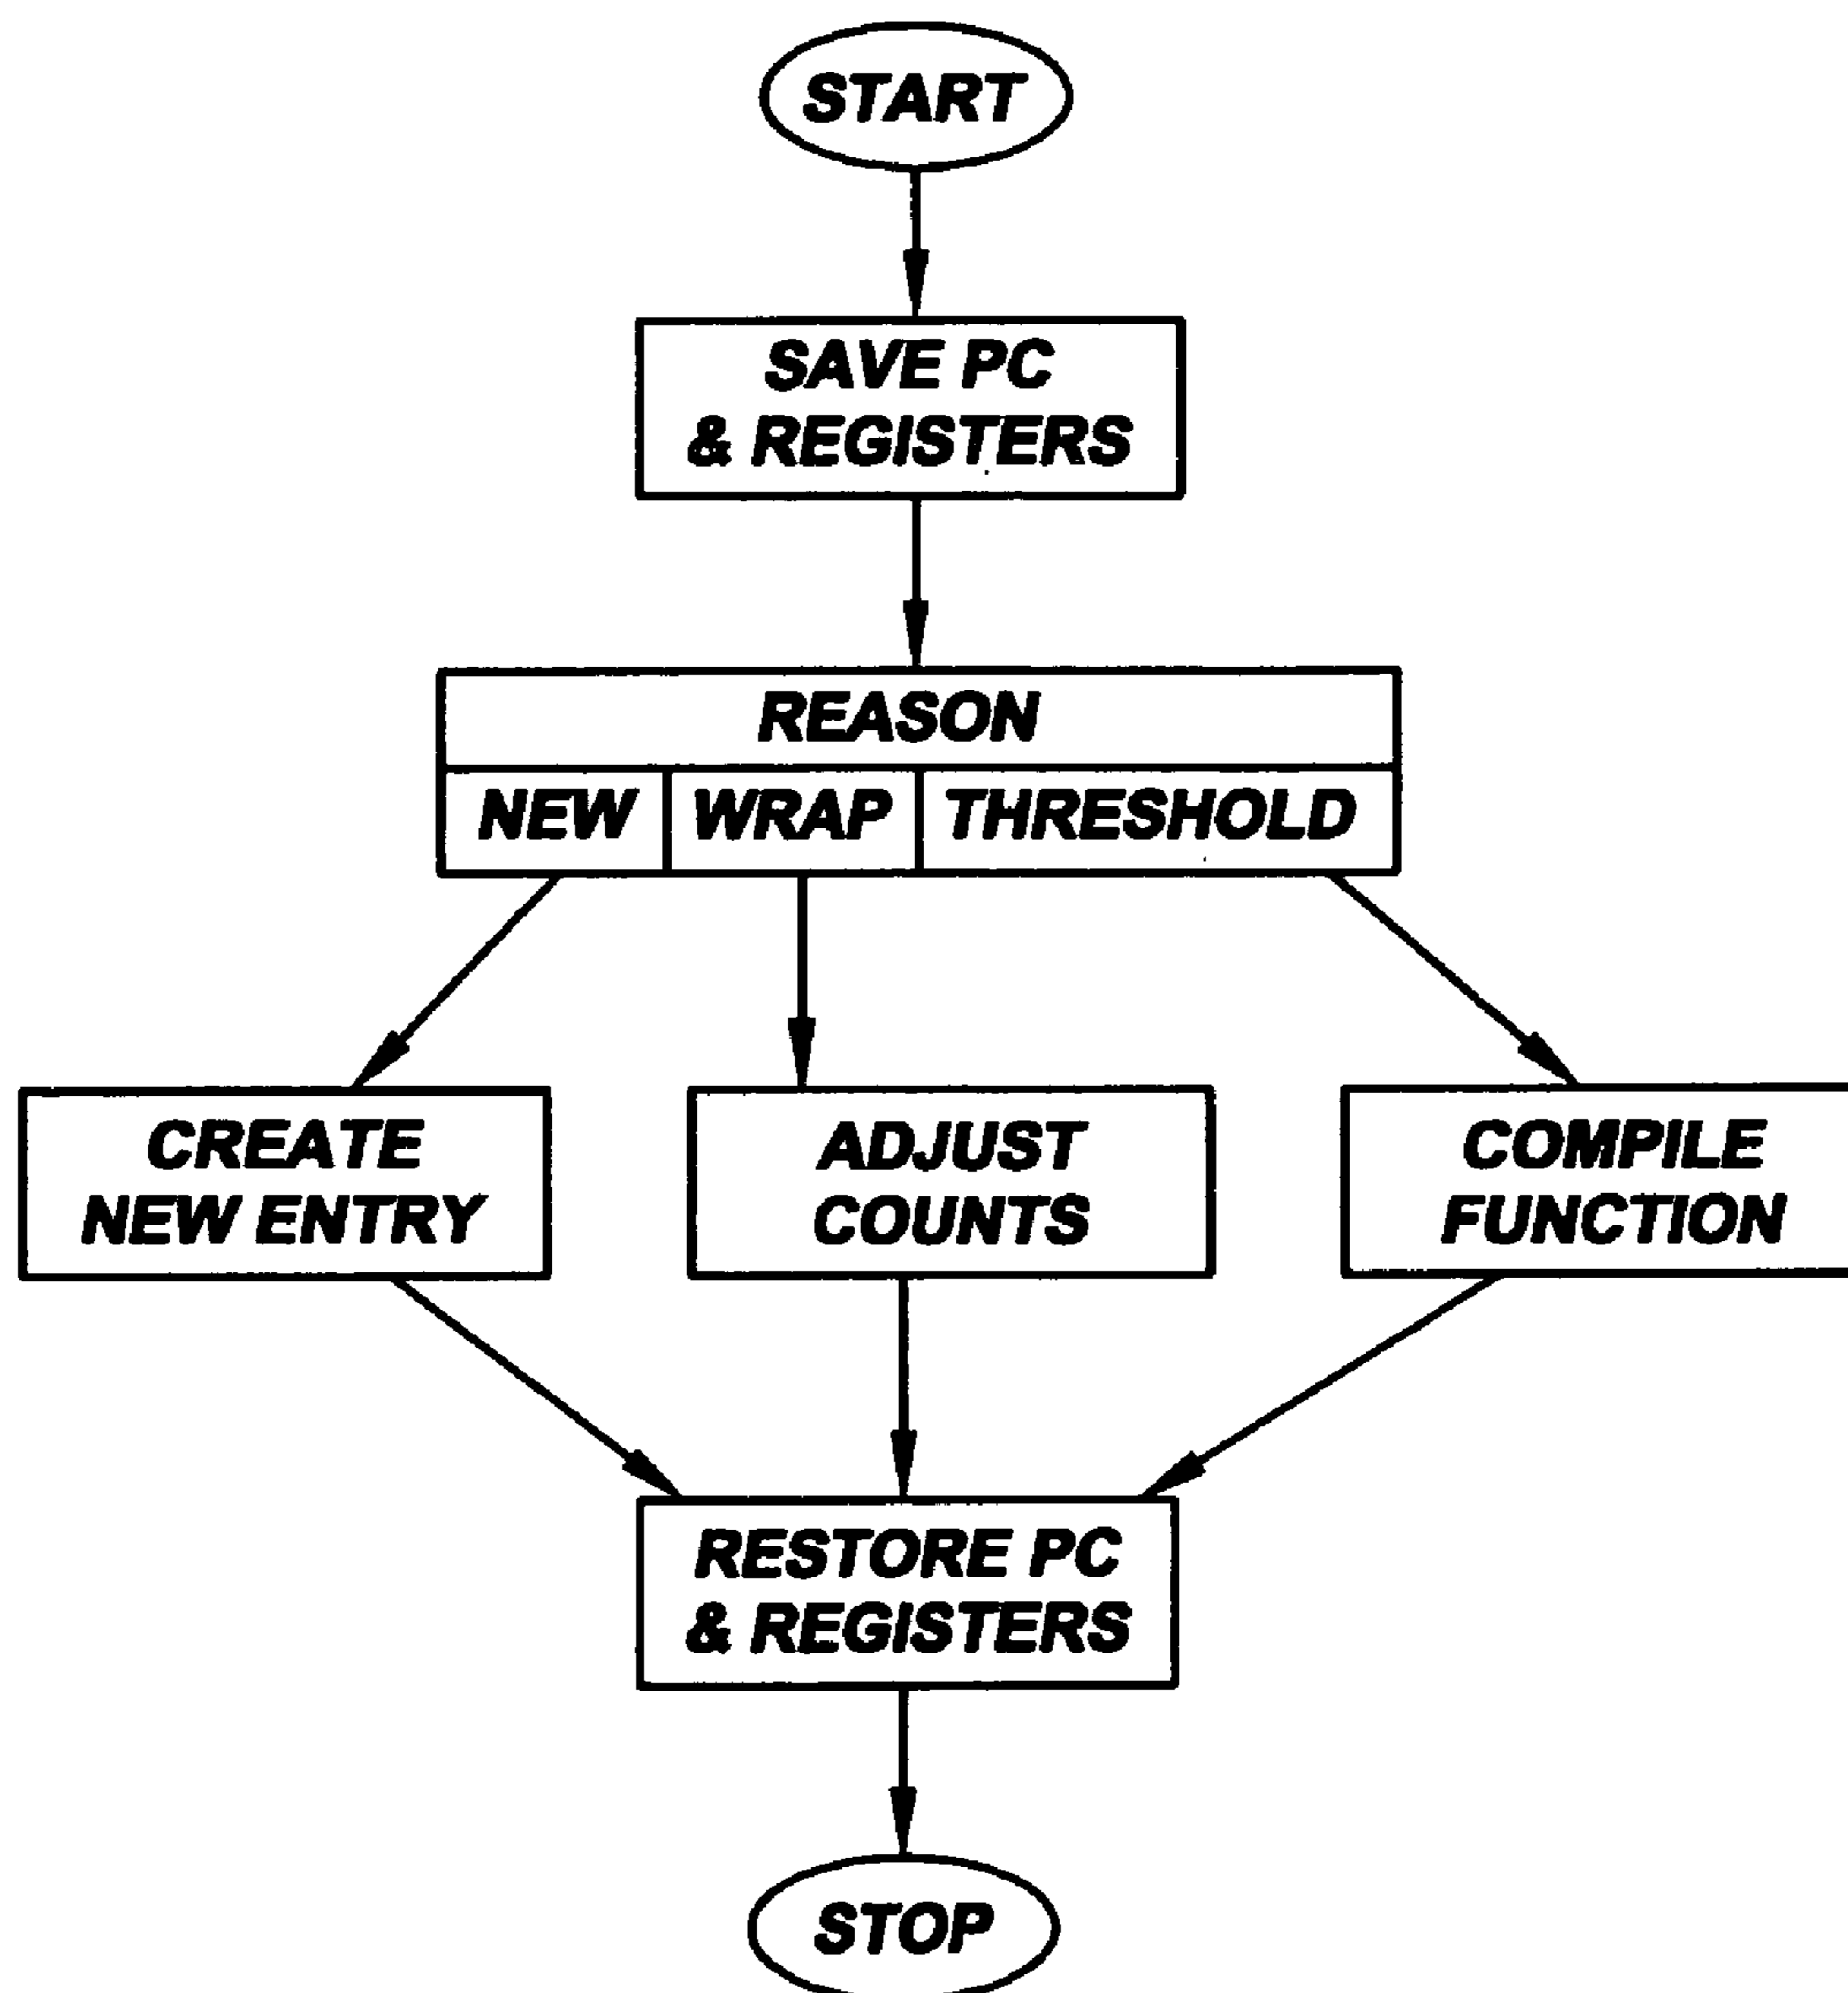 START
SAVE PC
& REGISTERS
REASON
NEW WRAP THRESHOLD
CREATE
NEW ENTRY
ADJUST
COUNTS
COMPILE
FUNCTION
RESTORE PC
& REGISTERS
STOP